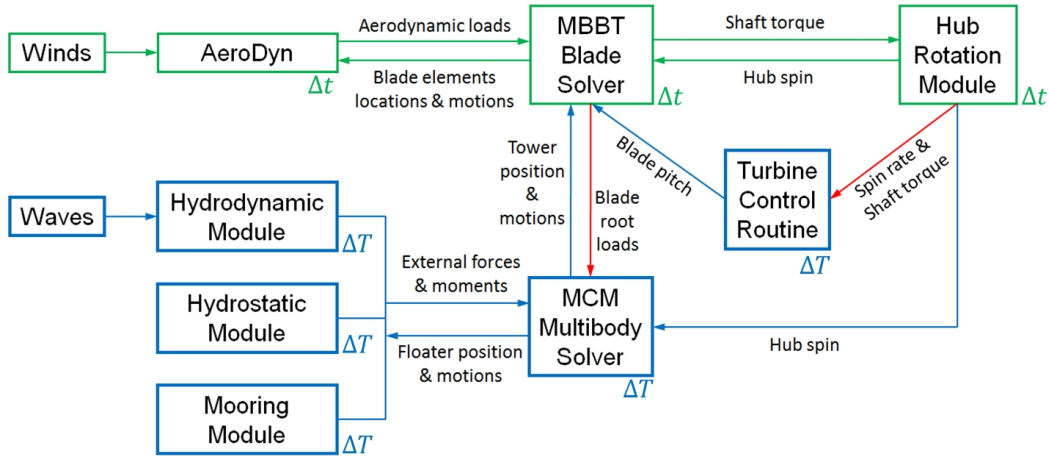 Winds
AeroDyn
Δt
Aerodynamic loads
Blade elements
locations & motions
MBBT
Blade
Solver
Δt
Shaft torque
Hub spin
Hub
Rotation
Module
Δt
Tower
position
&
motions
Blade
root
loads
Blade pitch
Turbine
Control
Routine
ΔT
Spin rate &
Shaft torque
Waves
Hydrodynamic
Module
ΔT
Hydrostatic
Module
ΔT
Mooring
Module
ΔT
External forces
& moments
Floater position
& motions
MCM
Multibody
Solver
ΔT
Hub spin